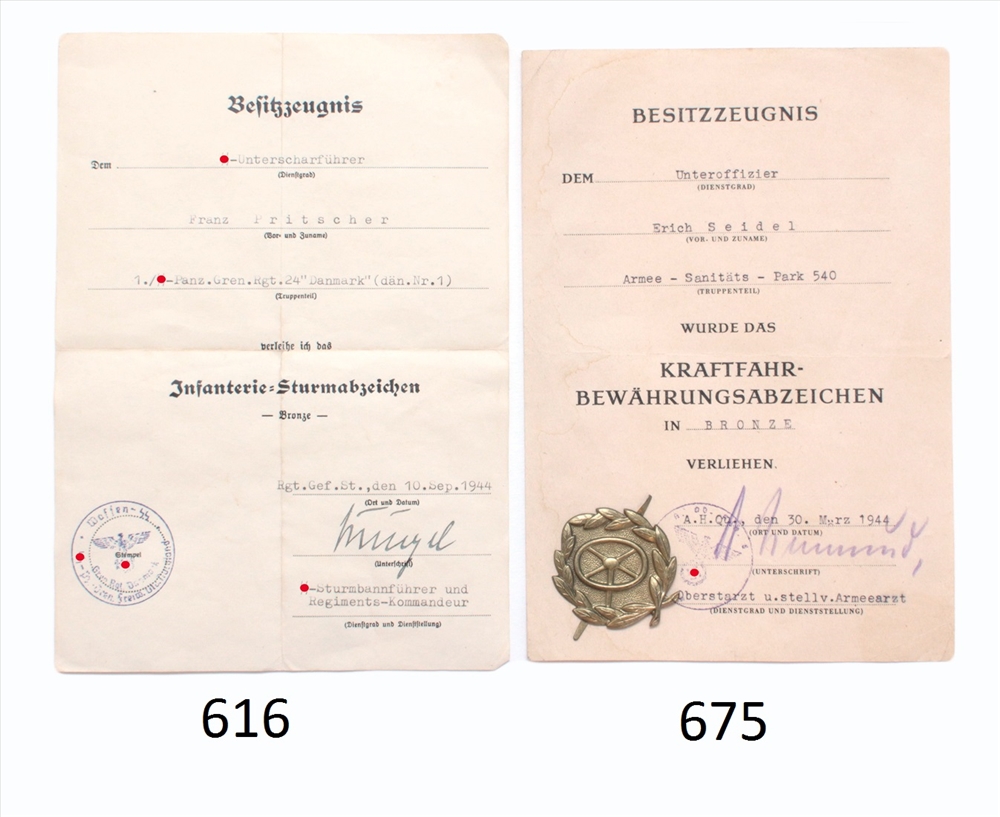 Besitzzeugnis
Dem
-Unterscharführer
(Dienstgrad)
Franz Pritscher
(Vor- und Zuname)
1./ -Panz.Gren.Rgt.24"Danmark"(dän.Nr.1)
(Truppenteil)
verleihe ich das
Infanterie-Sturmabzeichen
— Bronze —
Rgt.Gef.St.,den 10.Sep.1944
(Ort und Datum)
(Unterschrift)
-Sturmbannführer und
Regiments-Kommandeur
(Dienstgrad und Dienststellung)
Waffen-SS
Stempel
616
BESITZZEUGNIS
DEM Unteroffizier
(DIENSTGRAD)
Erich Seidel
(VOR- UND ZUNAME)
Armee - Sanitäts - Park 540
(TRUPPENTEIL)
WURDE DAS
KRAFTFAHR-
BEWÄHRUNGSABZEICHEN
IN BRONZE
VERLIEHEN.
A.H.Qu., den 30. März 1944
(ORT UND DATUM)
(UNTERSCHRIFT)
Oberstarzt u.stellv.Armeearzt
(DIENSTGRAD UND DIENSTSTELLUNG)
675